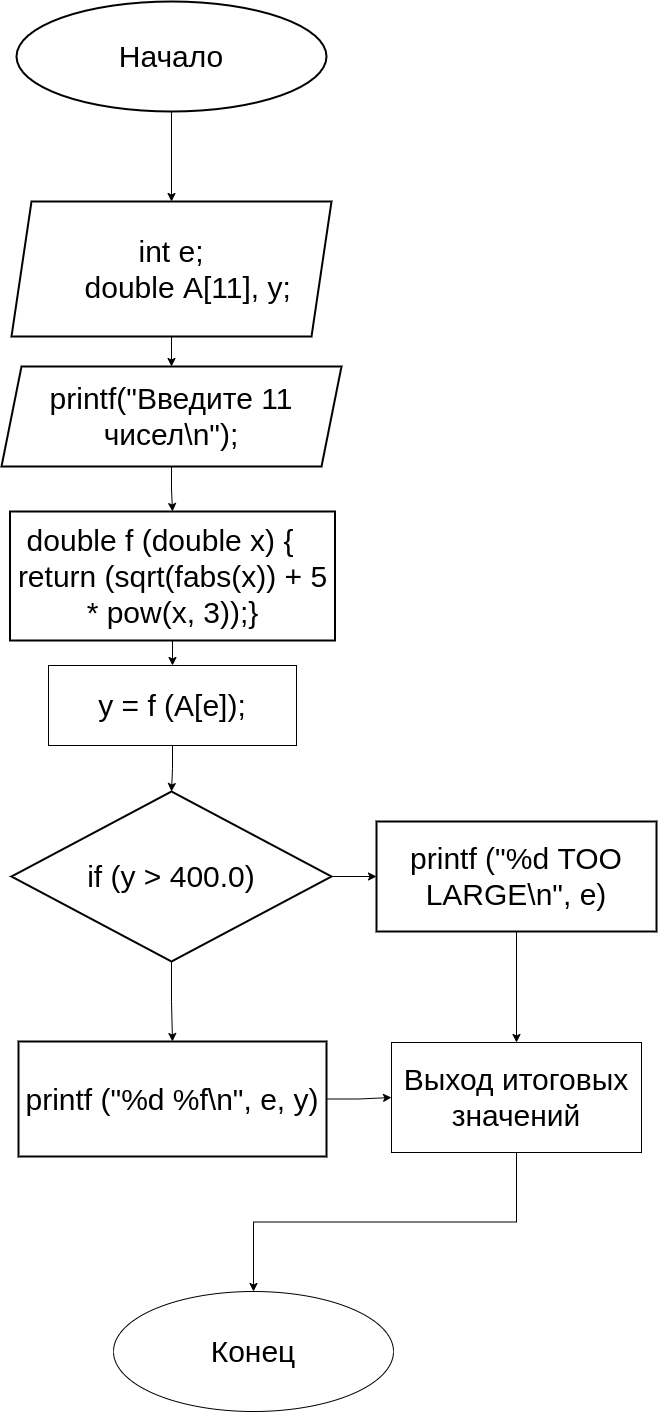 Начало
int e;
double A[11], y;
printf("Введите 11
чисел\n");
double f (double x) {
return (sqrt(fabs(x)) + 5
* pow(x, 3));}
y = f (A[e]);
if (y > 400.0)
printf ("%d TOO
LARGE\n", e)
printf ("%d %f\n", e, y)
Выход итоговых
значений
Конец